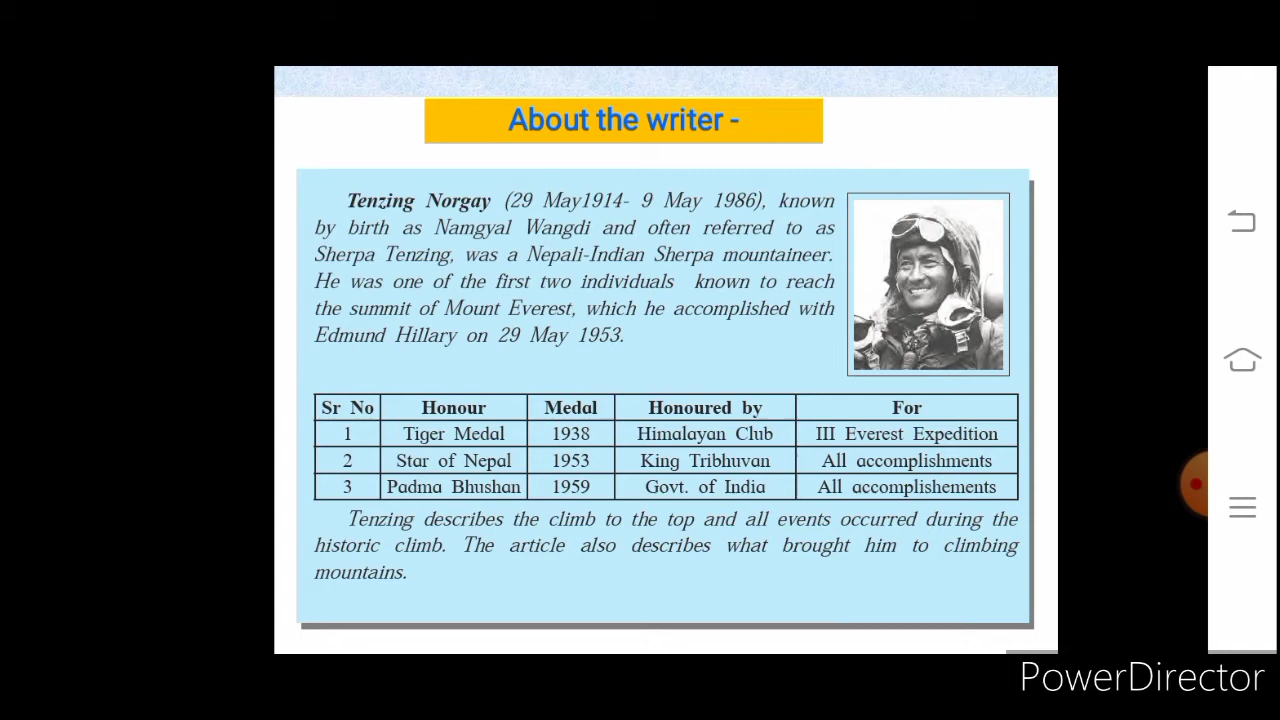 About the writer -
Tenzing Norgay (29 May1914- 9 May 1986), known
by birth as Namgyal Wangdi and often referred to as
Sherpa Tenzing, was a Nepali-Indian Sherpa mountaineer.
He was one of the first two individuals known to reach
the summit of Mount Everest, which he accomplished with
Edmund Hillary on 29 May 1953.
Sr No Honour Medal Honoured by For
1 Tiger Medal 1938 Himalayan Club III Everest Expedition
2 Star of Nepal 1953 King Tribhuvan All accomplishments
3 Padma Bhushan 1959 Govt. of India All accomplishements
Tenzing describes the climb to the top and all events occurred during the
historic climb. The article also describes what brought him to climbing
mountains.
PowerDirector